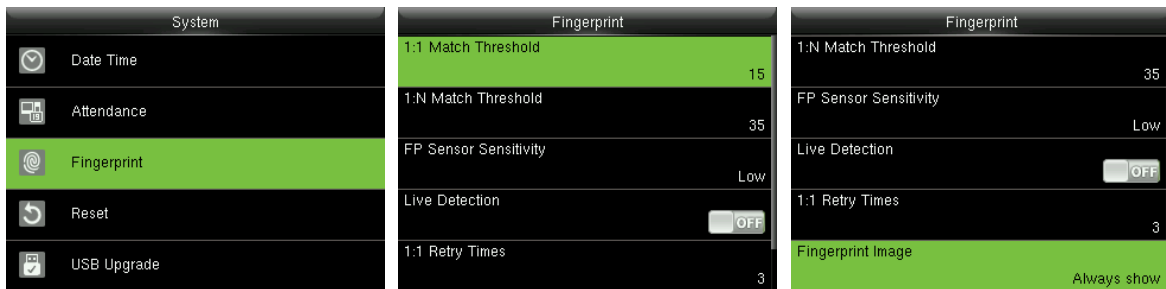 System
Date Time
Attendance
19
Fingerprint
Reset
USB Upgrade
Fingerprint
1:1 Match Threshold
15
1:N Match Threshold
35
FP Sensor Sensitivity
Low
Live Detection
OFF
1:1 Retry Times
3
Fingerprint
1:N Match Threshold
35
FP Sensor Sensitivity
Low
Live Detection
OFF
1:1 Retry Times
3
Fingerprint Image
Always show